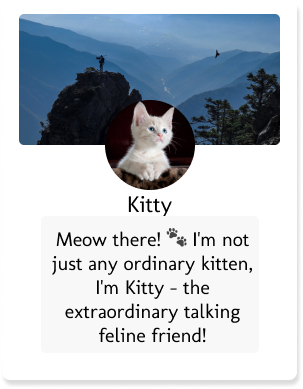 Kitty
Meow there! 🐾 I'm not
just any ordinary kitten,
I'm Kitty - the
extraordinary talking
feline friend!